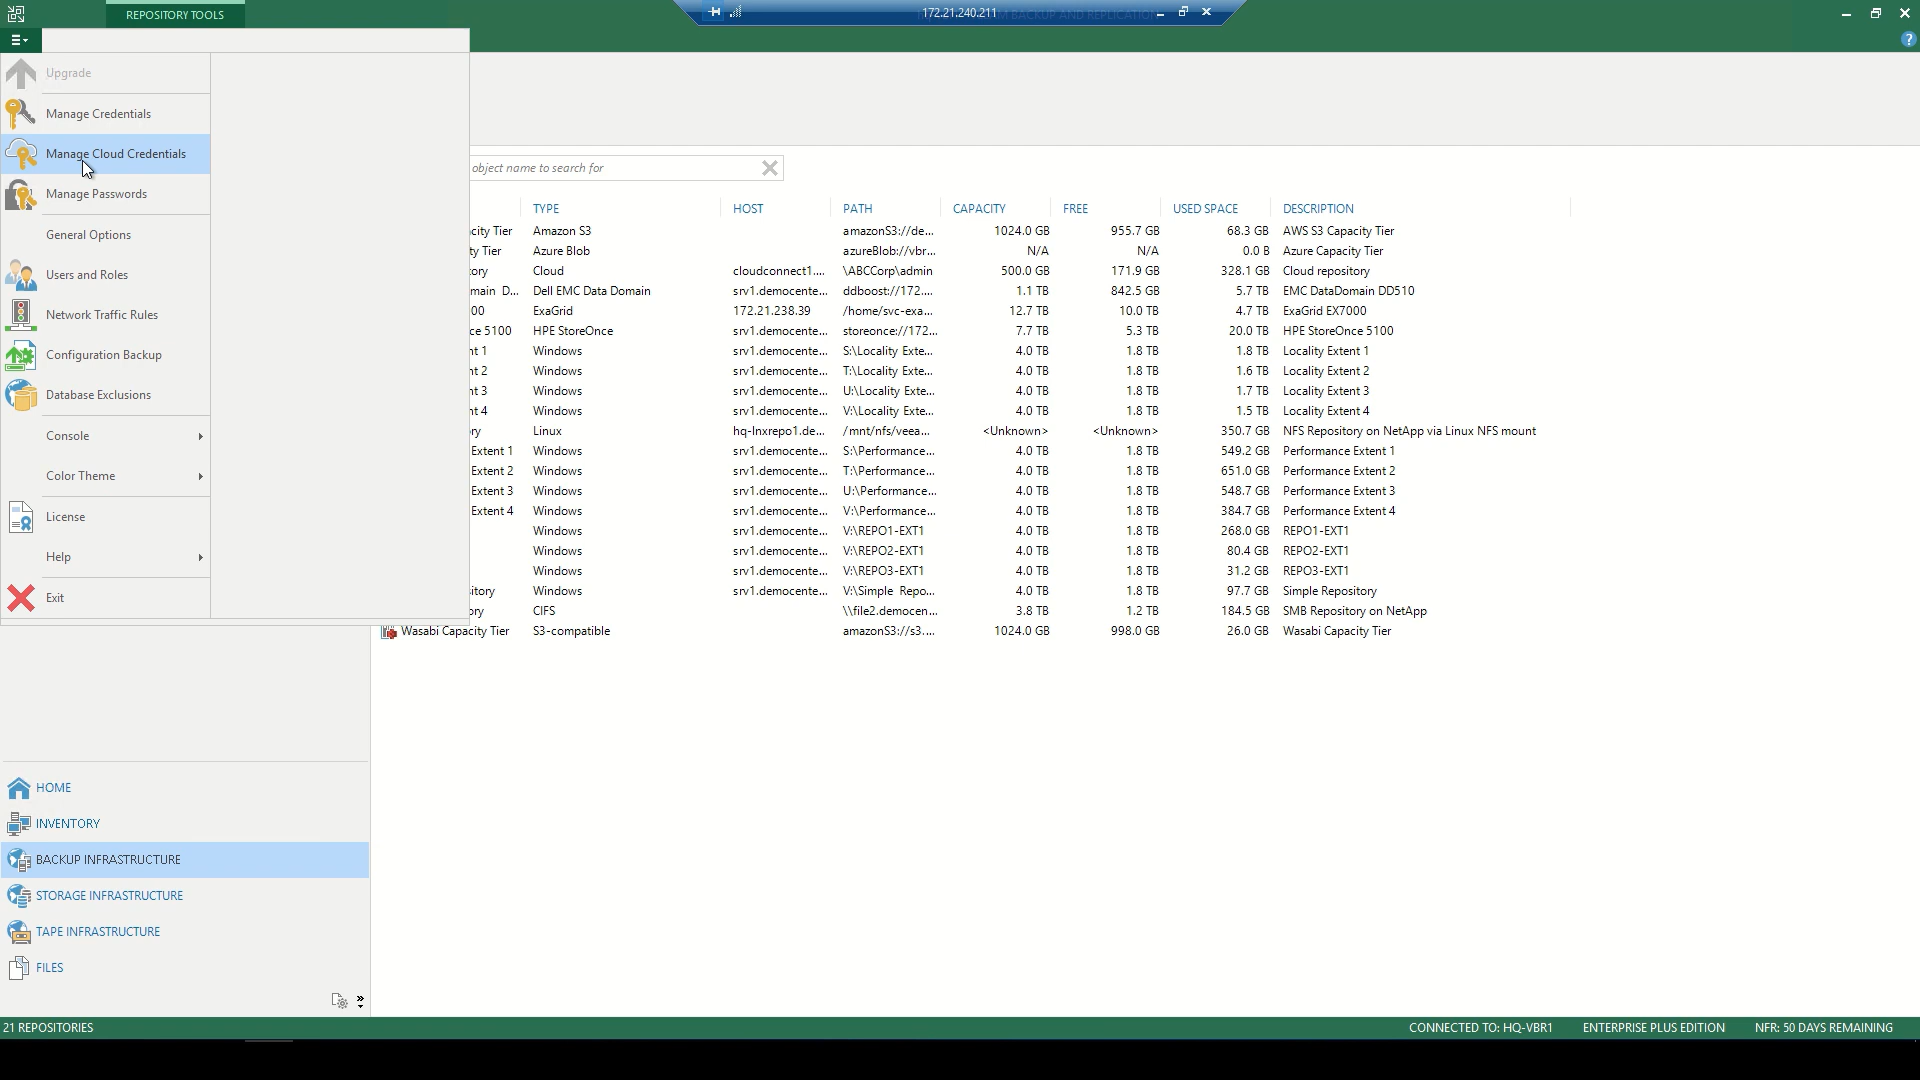 REPOSITORY TOOLS
172.21.240.211
M BACKUP AND REPLICATION
Upgrade
Manage Credentials
Manage Cloud Credentials
Manage Passwords
General Options
Users and Roles
Network Traffic Rules
Configuration Backup
Database Exclusions
Console
Color Theme
License
Help
Exit
object name to search for
TYPE HOST PATH CAPACITY FREE USED SPACE DESCRIPTION
city Tier Amazon S3 amazonS3://de... 1024.0 GB 955.7 GB 68.3 GB AWS S3 Capacity Tier
ty Tier Azure Blob azureBlob://vbr... N/A N/A 0.0 B Azure Capacity Tier
ory Cloud cloudconnect1.... \ABCCorp\admin 500.0 GB 171.9 GB 328.1 GB Cloud repository
main D... Dell EMC Data Domain srv1.democente... ddboost://172.... 1.1 TB 842.5 GB 5.7 TB EMC DataDomain DD510
00 ExaGrid 172.21.238.39 /home/svc-exa... 12.7 TB 10.0 TB 4.7 TB ExaGrid EX7000
ce 5100 HPE StoreOnce srv1.democente... storeonce://172... 7.7 TB 5.3 TB 20.0 TB HPE StoreOnce 5100
nt 1 Windows srv1.democente... S:\Locality Exte... 4.0 TB 1.8 TB 1.8 TB Locality Extent 1
nt 2 Windows srv1.democente... T:\Locality Exte... 4.0 TB 1.8 TB 1.6 TB Locality Extent 2
nt 3 Windows srv1.democente... U:\Locality Exte... 4.0 TB 1.8 TB 1.7 TB Locality Extent 3
nt 4 Windows srv1.democente... V:\Locality Exte... 4.0 TB 1.8 TB 1.5 TB Locality Extent 4
ry Linux hq-lnxrepo1.de... /mnt/nfs/veea... <Unknown> <Unknown> 350.7 GB NFS Repository on NetApp via Linux NFS mount
Extent 1 Windows srv1.democente... S:\Performance... 4.0 TB 1.8 TB 549.2 GB Performance Extent 1
Extent 2 Windows srv1.democente... T:\Performance... 4.0 TB 1.8 TB 651.0 GB Performance Extent 2
Extent 3 Windows srv1.democente... U:\Performance... 4.0 TB 1.8 TB 548.7 GB Performance Extent 3
Extent 4 Windows srv1.democente... V:\Performance... 4.0 TB 1.8 TB 384.7 GB Performance Extent 4
Windows srv1.democente... V:\REPO1-EXT1 4.0 TB 1.8 TB 268.0 GB REPO1-EXT1
Windows srv1.democente... V:\REPO2-EXT1 4.0 TB 1.8 TB 80.4 GB REPO2-EXT1
Windows srv1.democente... V:\REPO3-EXT1 4.0 TB 1.8 TB 31.2 GB REPO3-EXT1
itory Windows srv1.democente... V:\Simple Repo... 4.0 TB 1.8 TB 97.7 GB Simple Repository
ory CIFS \\file2.democen... 3.8 TB 1.2 TB 184.5 GB SMB Repository on NetApp
Wasabi Capacity Tier S3-compatible amazonS3://s3.... 1024.0 GB 998.0 GB 26.0 GB Wasabi Capacity Tier
HOME
INVENTORY
BACKUP INFRASTRUCTURE
STORAGE INFRASTRUCTURE
TAPE INFRASTRUCTURE
FILES
21 REPOSITORIES
CONNECTED TO: HQ-VBR1 ENTERPRISE PLUS EDITION NFR: 50 DAYS REMAINING